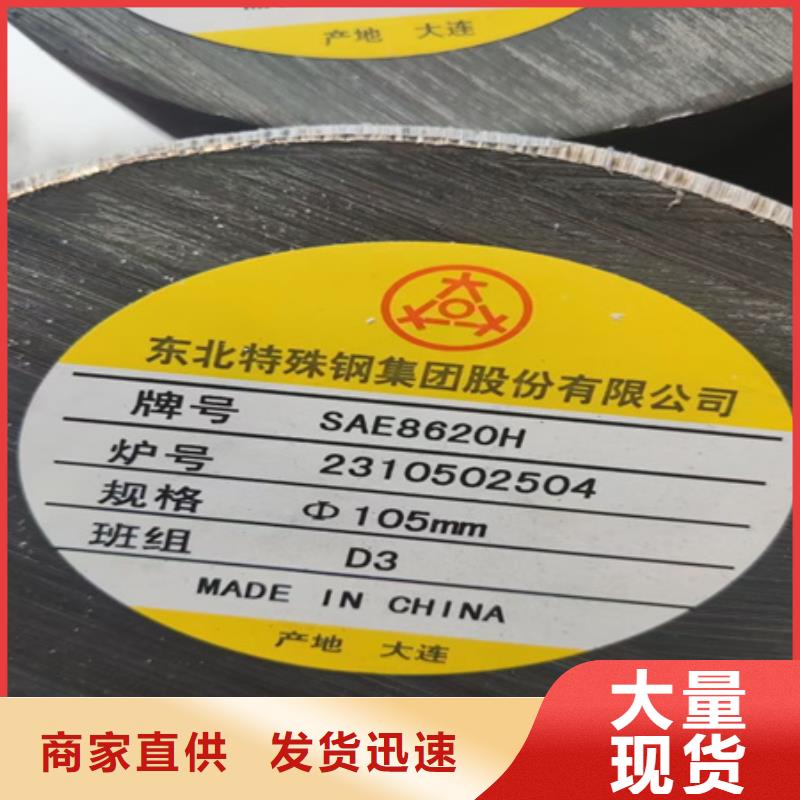 产地 大连
东北特殊钢集团股份有限公司
牌号 SAE8620H
炉号 2310502504
规格 Φ105mm
班组 D3
MADE IN CHINA
产地 大连
商家直供 发货迅速
大量
现货